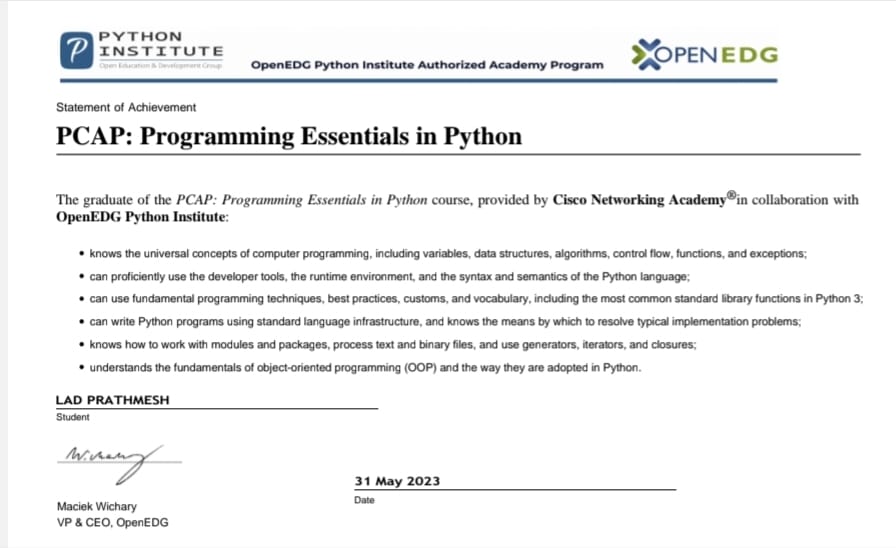 PYTHON
INSTITUTE
Open Education & Development Group
OpenEDG Python Institute Authorized Academy Program
OPENEDG
Statement of Achievement
PCAP: Programming Essentials in Python
The graduate of the PCAP: Programming Essentials in Python course, provided by Cisco Networking Academy® in collaboration with
OpenEDG Python Institute:
• knows the universal concepts of computer programming, including variables, data structures, algorithms, control flow, functions, and exceptions;
• can proficiently use the developer tools, the runtime environment, and the syntax and semantics of the Python language;
• can use fundamental programming techniques, best practices, customs, and vocabulary, including the most common standard library functions in Python 3;
• can write Python programs using standard language infrastructure, and knows the means by which to resolve typical implementation problems;
• knows how to work with modules and packages, process text and binary files, and use generators, iterators, and closures;
• understands the fundamentals of object-oriented programming (OOP) and the way they are adopted in Python.
LAD PRATHMESH
Student
Wichary
31 May 2023
Date
Maciek Wichary
VP & CEO, OpenEDG